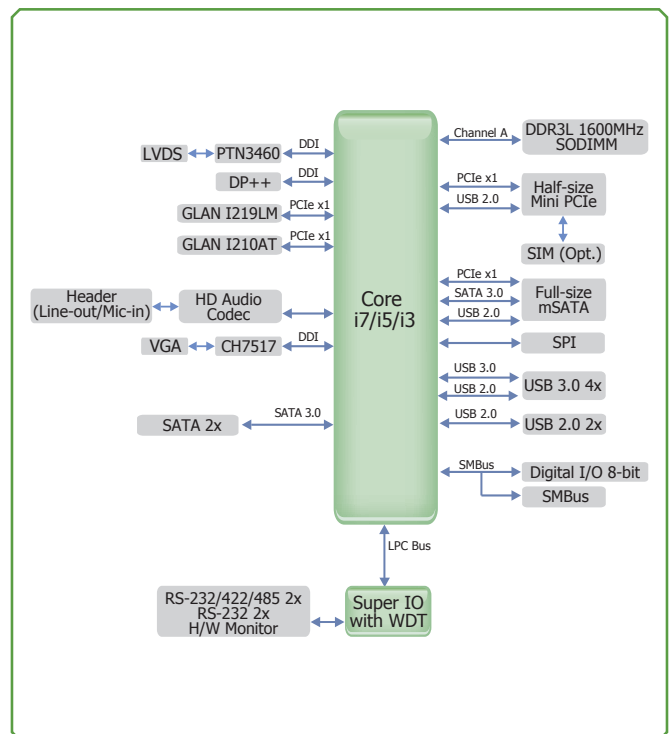 DDR3L 1600MHz
SODIMM
Channel A
LVDS
PTN3460
DDI
DP++
DDI
GLAN I219LM
PCIe x1
GLAN I210AT
PCIe x1
Header
(Line-out/Mic-in)
HD Audio
Codec
VGA
CH7517
DDI
SATA 2x
SATA 3.0
Core
i7/i5/i3
PCIe x1
USB 2.0
Half-size
Mini PCIe
SIM (Opt.)
PCIe x1
SATA 3.0
USB 2.0
Full-size
mSATA
SPI
USB 3.0
USB 2.0
USB 3.0 4x
USB 2.0
USB 2.0 2x
SMBus
Digital I/O 8-bit
SMBus
LPC Bus
RS-232/422/485 2x
RS-232 2x
H/W Monitor
Super IO
with WDT